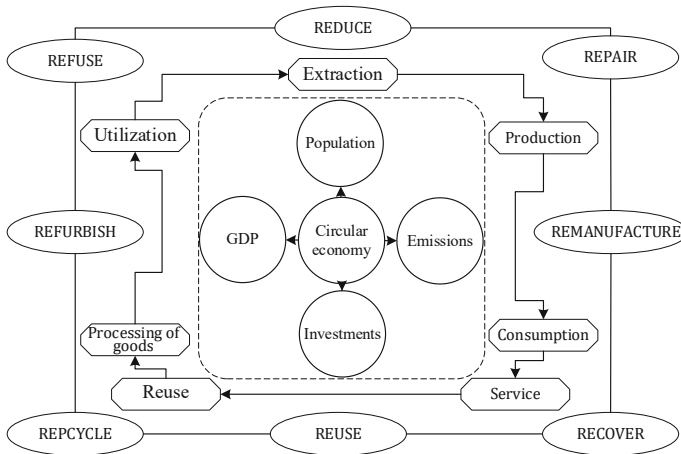 REDUCE
REFUSE
REPAIR
Extraction
Utilization
Production
Population
GDP
Circular
economy
Emissions
REFURBISH
REMANUFACTURE
Investments
Processing of
goods
Consumption
Reuse
Service
REPCYCLE
REUSE
RECOVER